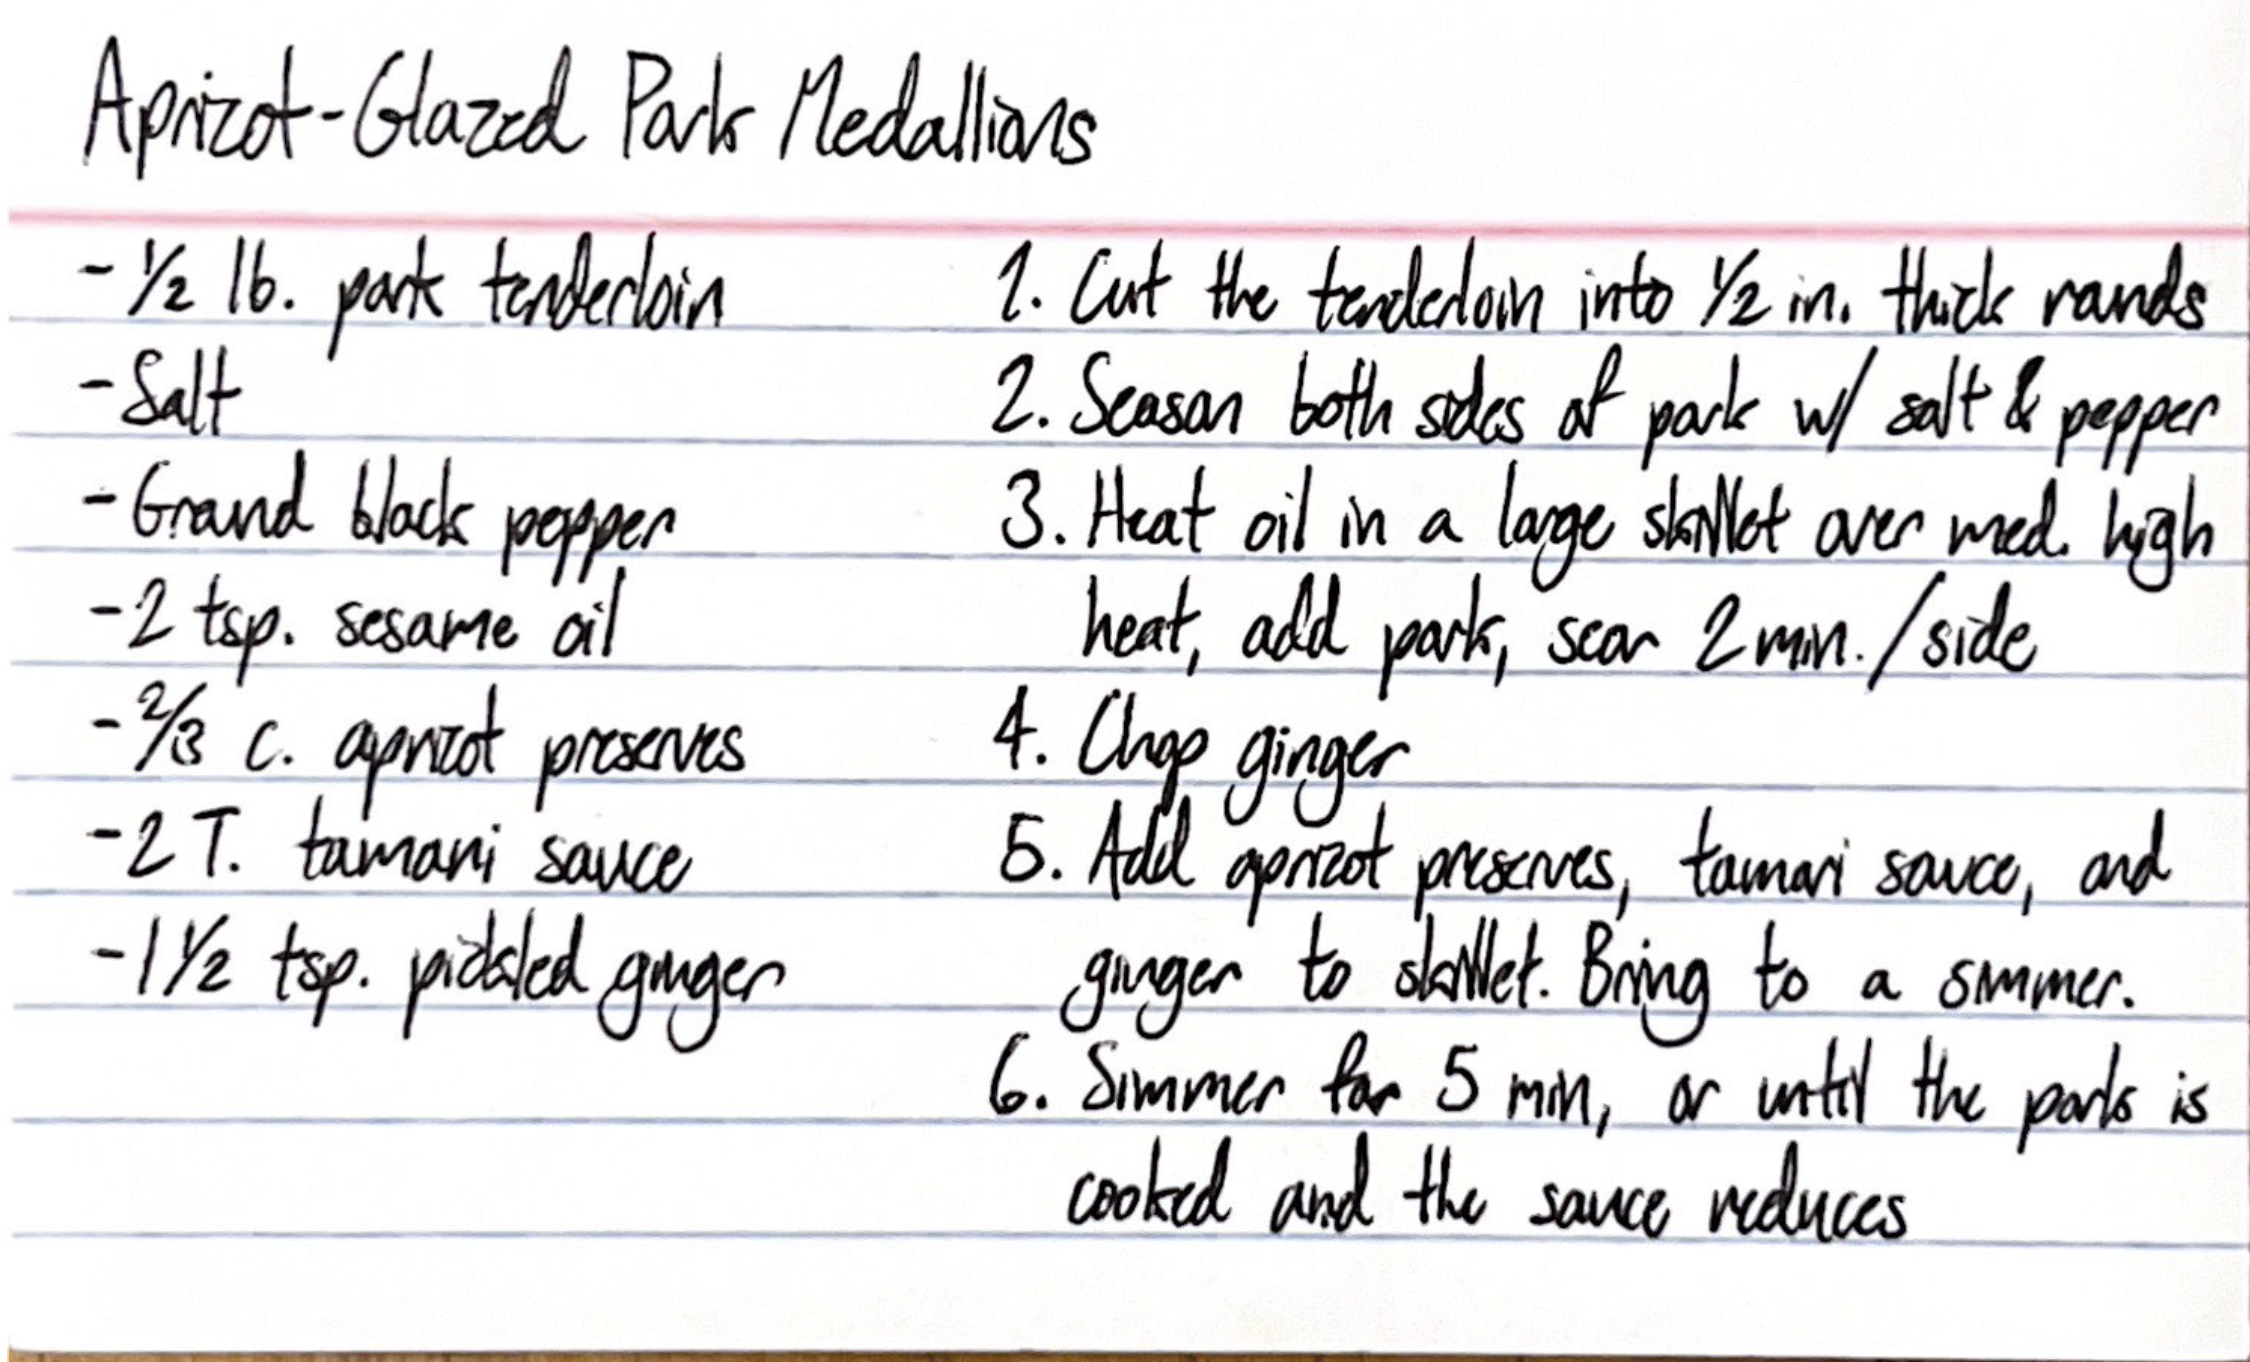 Apricot-Glazed Pork Medallions
- 1/2 lb. pork tenderloin
- Salt
- Ground black pepper
- 2 tsp. sesame oil
- 2/3 c. apricot preserves
- 2 T. tamari sauce
- 1 1/2 tsp. pickled ginger
1. Cut the tenderloin into 1/2 in. thick rounds
2. Season both sides of pork w/ salt & pepper
3. Heat oil in a large skillet over med. high
heat, add pork, sear 2 min./side
4. Chop ginger
5. Add apricot preserves, tamari sauce, and
ginger to skillet. Bring to a simmer.
6. Simmer for 5 min, or until the pork is
cooked and the sauce reduces